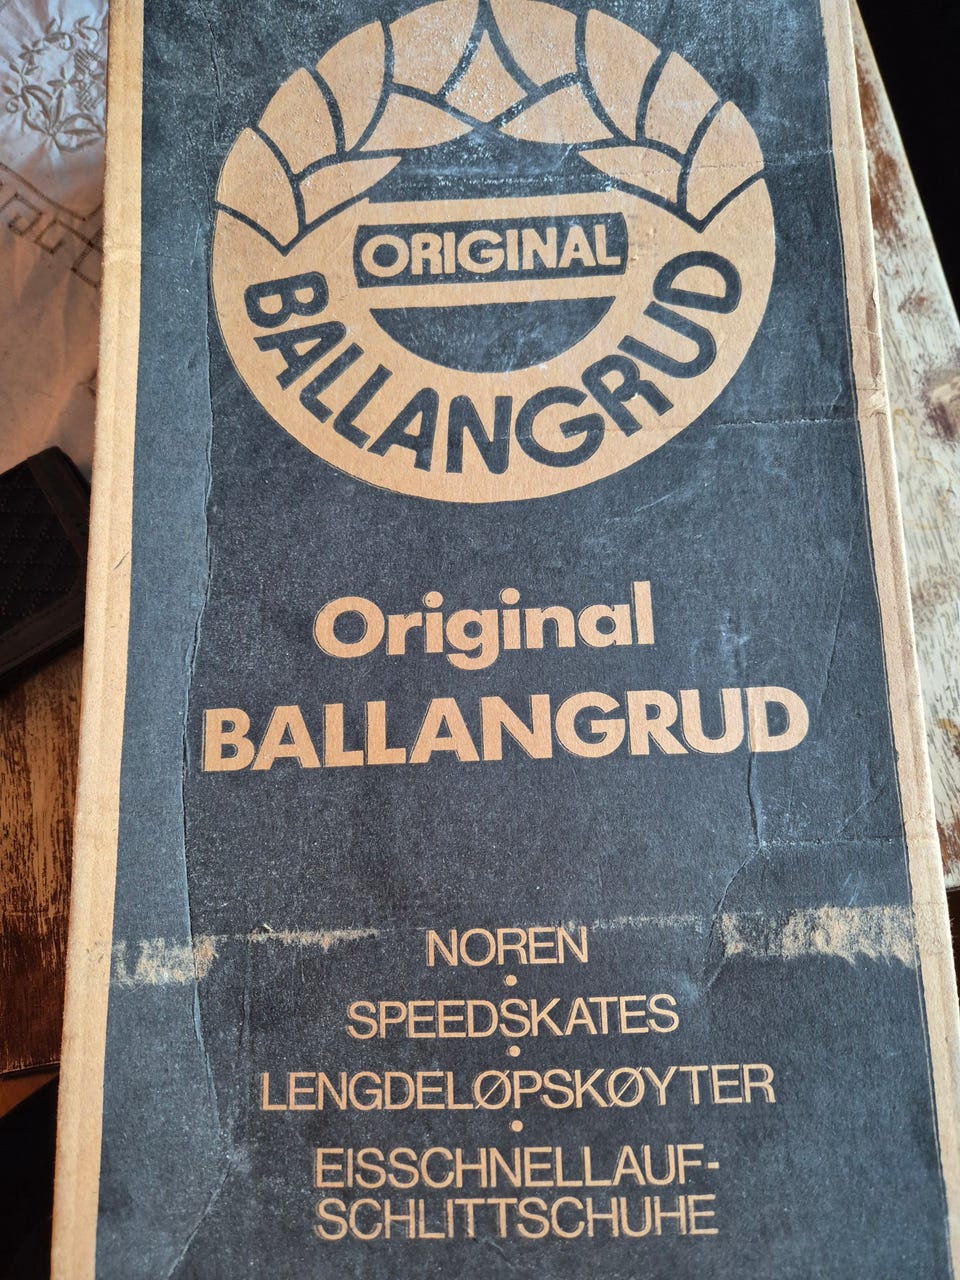 ORIGINAL
BALLANGRUD
Original
BALLANGRUD
NOREN
•
SPEEDSKATES
•
LENGDELØPSKØYTER
•
EISSCHNELLAUF-
SCHLITTSCHUHE